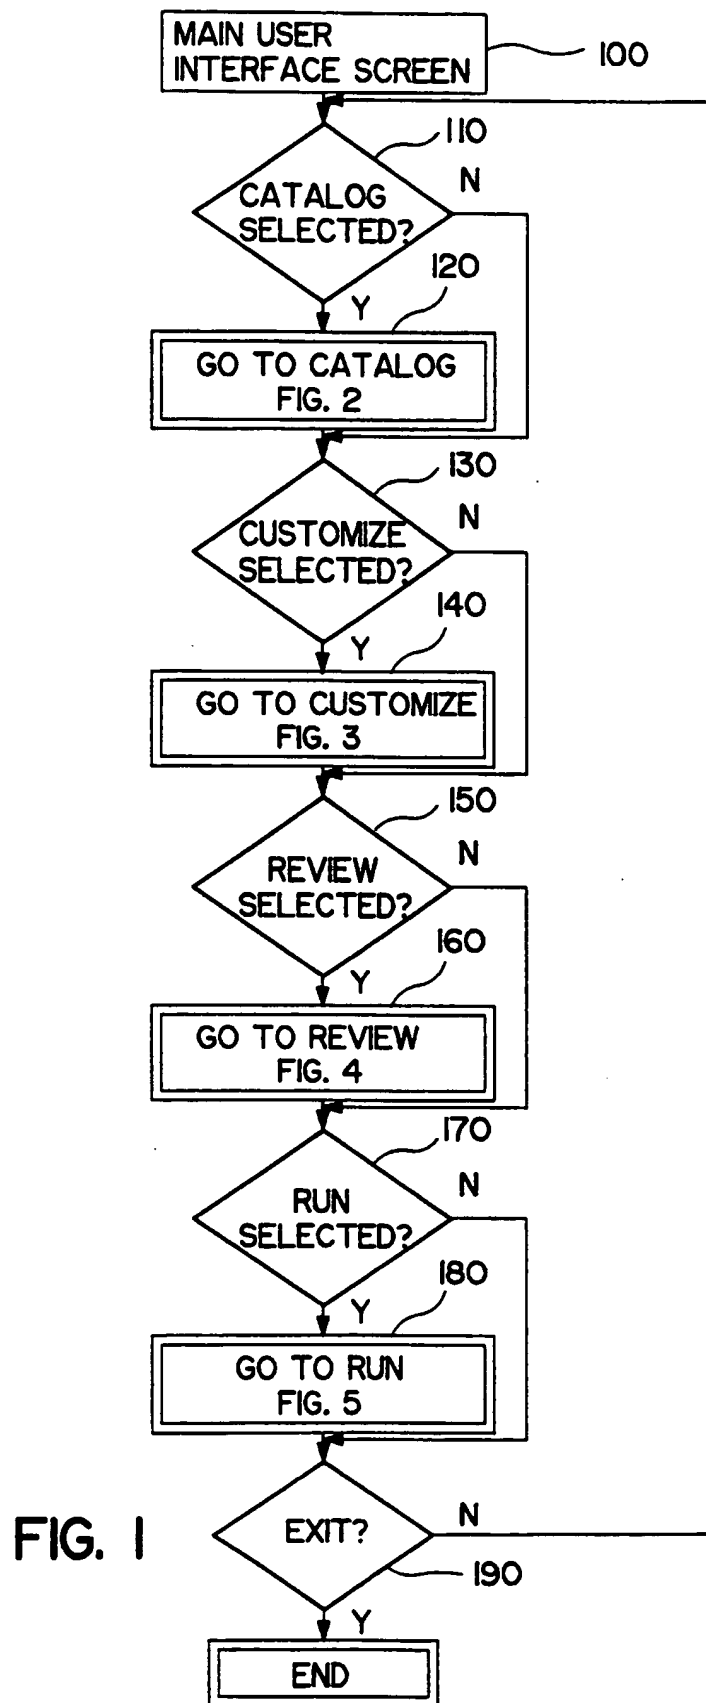 MAIN USER
INTERFACE SCREEN
100
110
CATALOG
SELECTED?
N
Y
120
GO TO CATALOG
FIG. 2
130
CUSTOMIZE
SELECTED?
N
Y
140
GO TO CUSTOMIZE
FIG. 3
150
REVIEW
SELECTED?
N
Y
160
GO TO REVIEW
FIG. 4
170
RUN
SELECTED?
N
Y
180
GO TO RUN
FIG. 5
EXIT?
N
190
Y
END
FIG. 1